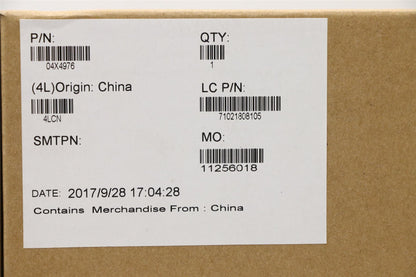 P/N: QTY:
04X4976 1
(4L)Origin: China LC P/N:
4LCN 71021808105
SMTPN: MO:
11256018
DATE: 2017/9/28 17:04:28
Contains Merchandise From : China